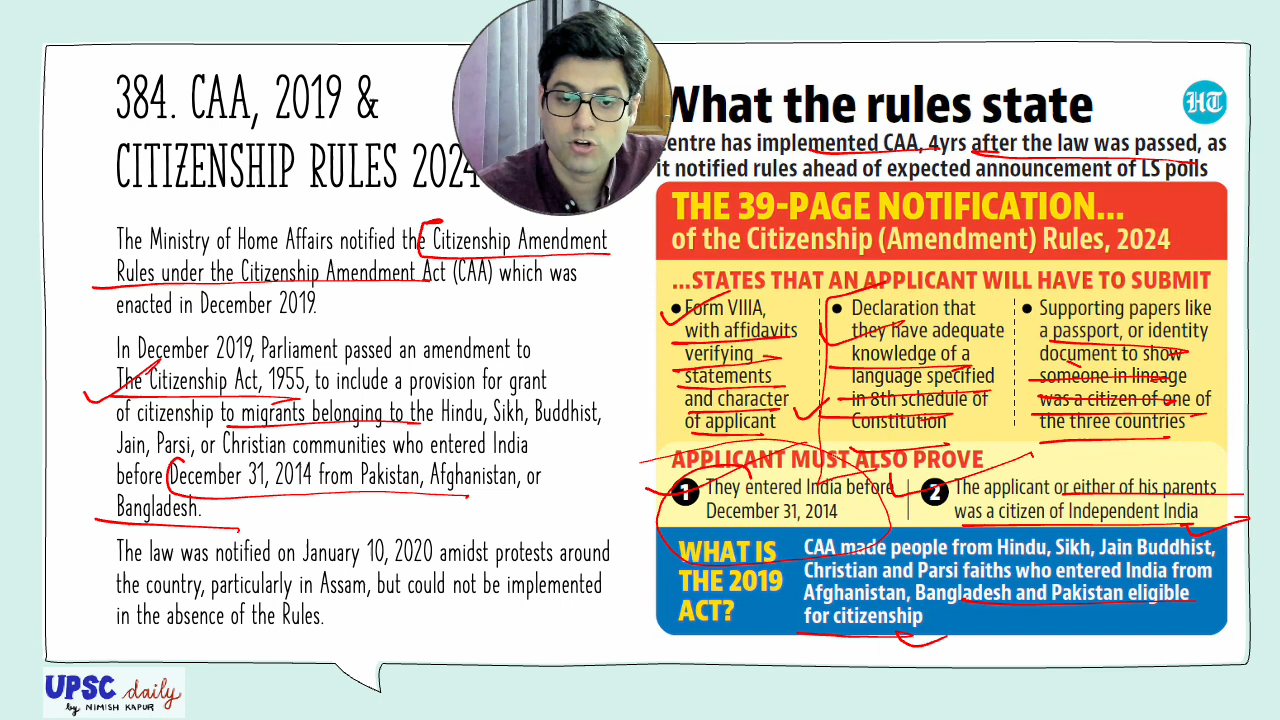 384. CAA, 2019 &
CITIZENSHIP RULES 2024
The Ministry of Home Affairs notified the Citizenship Amendment
Rules under the Citizenship Amendment Act (CAA) which was
enacted in December 2019.
In December 2019, Parliament passed an amendment to
The Citizenship Act, 1955, to include a provision for grant
of citizenship to migrants belonging to the Hindu, Sikh, Buddhist,
Jain, Parsi, or Christian communities who entered India
before December 31, 2014 from Pakistan, Afghanistan, or
Bangladesh.
The law was notified on January 10, 2020 amidst protests around
the country, particularly in Assam, but could not be implemented
in the absence of the Rules.
UPSC daily
by NIMISH KAPUR
What the rules state
HT
Centre has implemented CAA, 4yrs after the law was passed, as
it notified rules ahead of expected announcement of LS polls
THE 39-PAGE NOTIFICATION...
of the Citizenship (Amendment) Rules, 2024
...STATES THAT AN APPLICANT WILL HAVE TO SUBMIT
• Form VIIIA,
with affidavits
verifying
statements
and character
of applicant
• Declaration that
they have adequate
knowledge of a
language specified
in 8th schedule of
Constitution
• Supporting papers like
a passport, or identity
document to show
someone in lineage
was a citizen of one of
the three countries
APPLICANT MUST ALSO PROVE
1 They entered India before
December 31, 2014
2 The applicant or either of his parents
was a citizen of Independent India
WHAT IS
THE 2019
ACT?
CAA made people from Hindu, Sikh, Jain Buddhist,
Christian and Parsi faiths who entered India from
Afghanistan, Bangladesh and Pakistan eligible
for citizenship